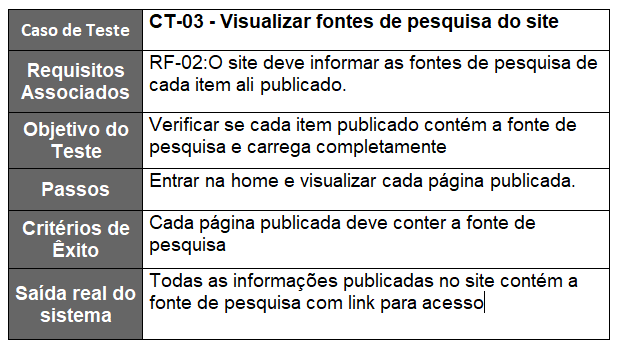 Caso de Teste
CT-03 - Visualizar fontes de pesquisa do site
Requisitos
Associados
RF-02:O site deve informar as fontes de pesquisa de
cada item ali publicado.
Objetivo do
Teste
Verificar se cada item publicado contém a fonte de
pesquisa e carrega completamente
Passos
Entrar na home e visualizar cada página publicada.
Critérios de
Êxito
Cada página publicada deve conter a fonte de
pesquisa
Saída real do
sistema
Todas as informações publicadas no site contém a
fonte de pesquisa com link para acesso